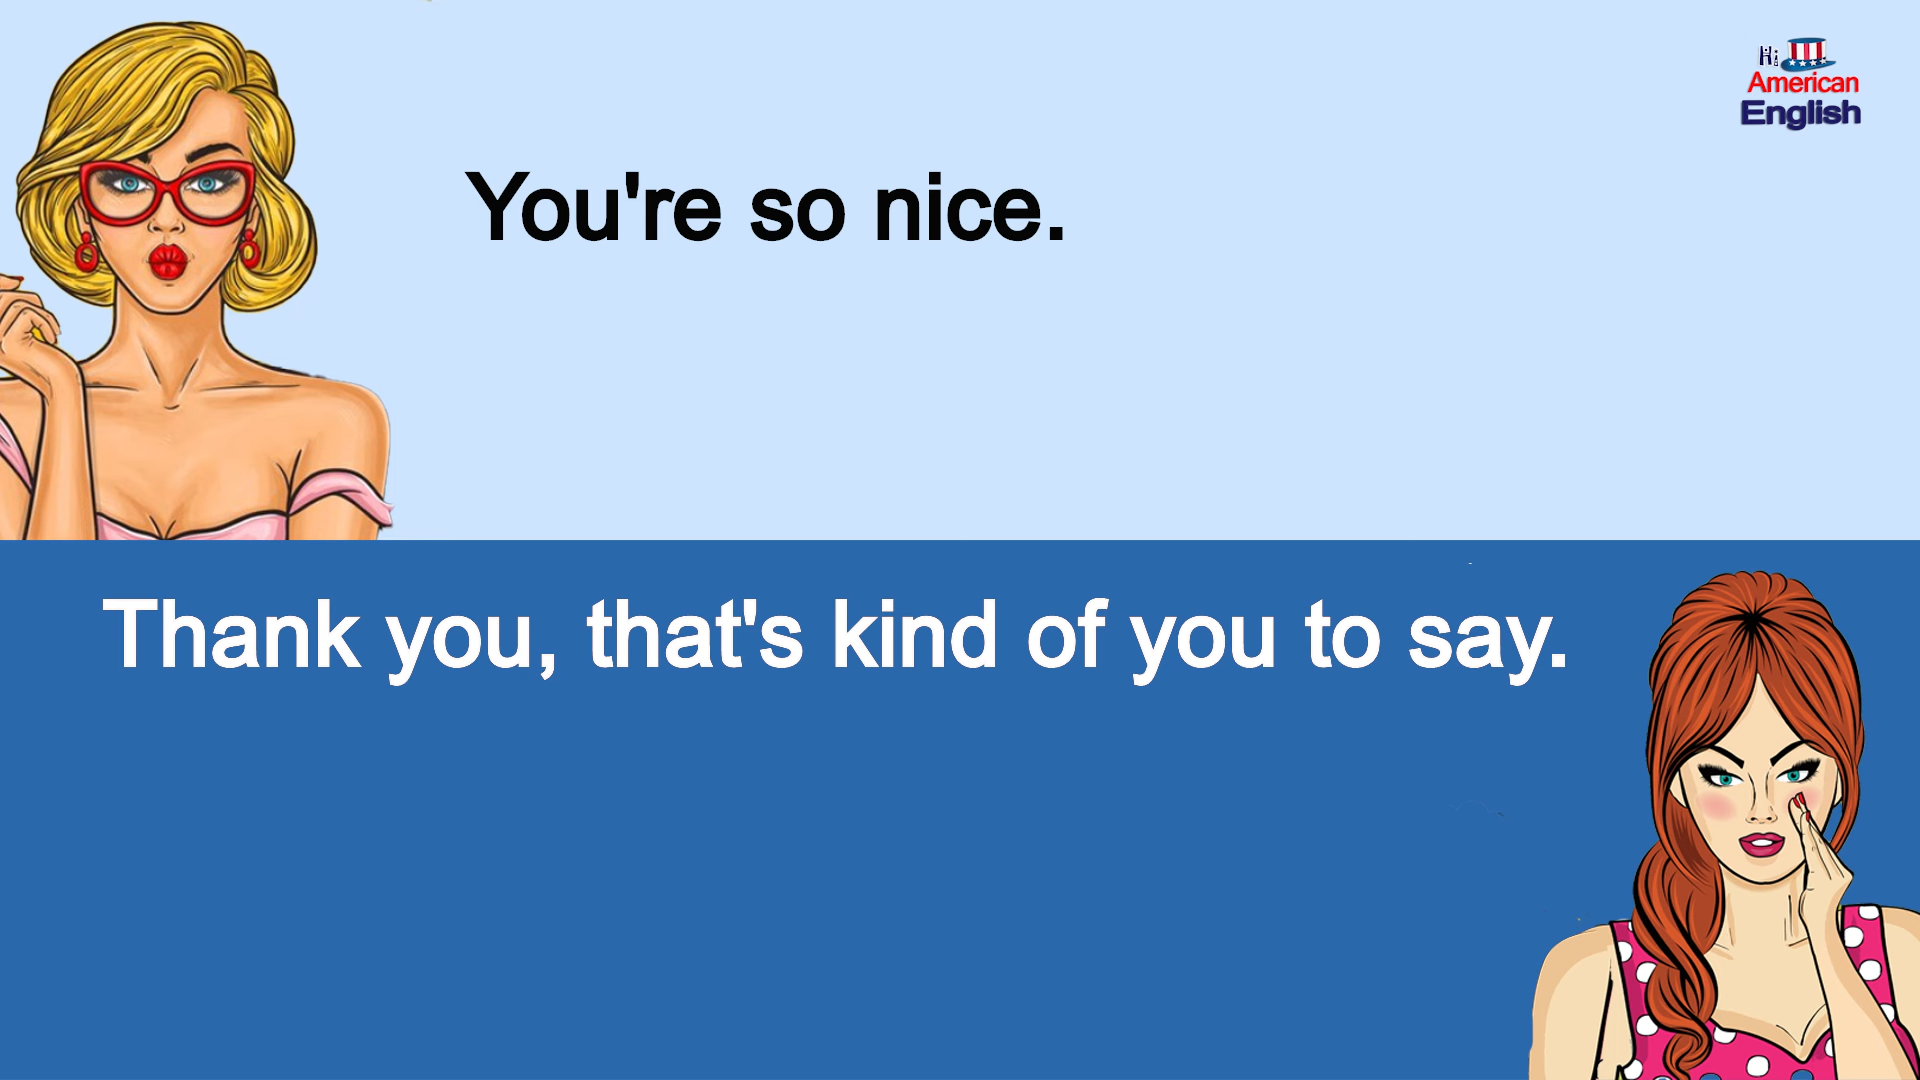 Hi
American
English
You're so nice.
Thank you, that's kind of you to say.